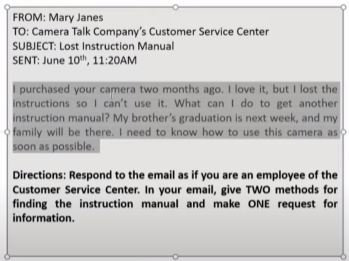 FROM: Mary Janes
TO: Camera Talk Company's Customer Service Center
SUBJECT: Lost Instruction Manual
SENT: June 10th, 11:20AM
I purchased your camera two months ago. I love it, but I lost the
instructions so I can't use it. What can I do to get another
instruction manual? My brother's graduation is next week, and my
family will be there. I need to know how to use this camera as
soon as possible.
Directions: Respond to the email as if you are an employee of the
Customer Service Center. In your email, give TWO methods for
finding the instruction manual and make ONE request for
information.